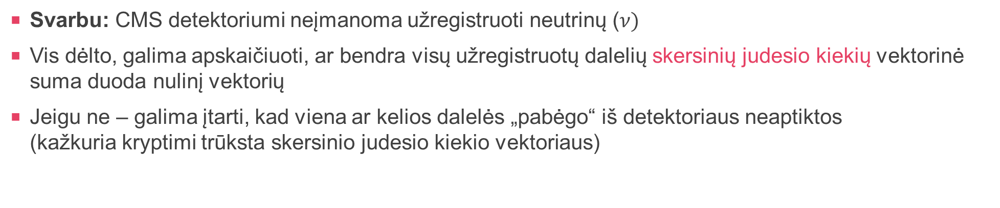 ▪ Svarbu: CMS detektoriumi neįmanoma užregistruoti neutrinų (𝜈)
▪ Vis dėlto, galima apskaičiuoti, ar bendra visų užregistruotų dalelių skersinių judesio kiekių vektorinė
suma duoda nulinį vektorių
▪ Jeigu ne – galima įtarti, kad viena ar kelios dalelės „pabėgo“ iš detektoriaus neaptiktos
(kažkuria kryptimi trūksta skersinio judesio kiekio vektoriaus)